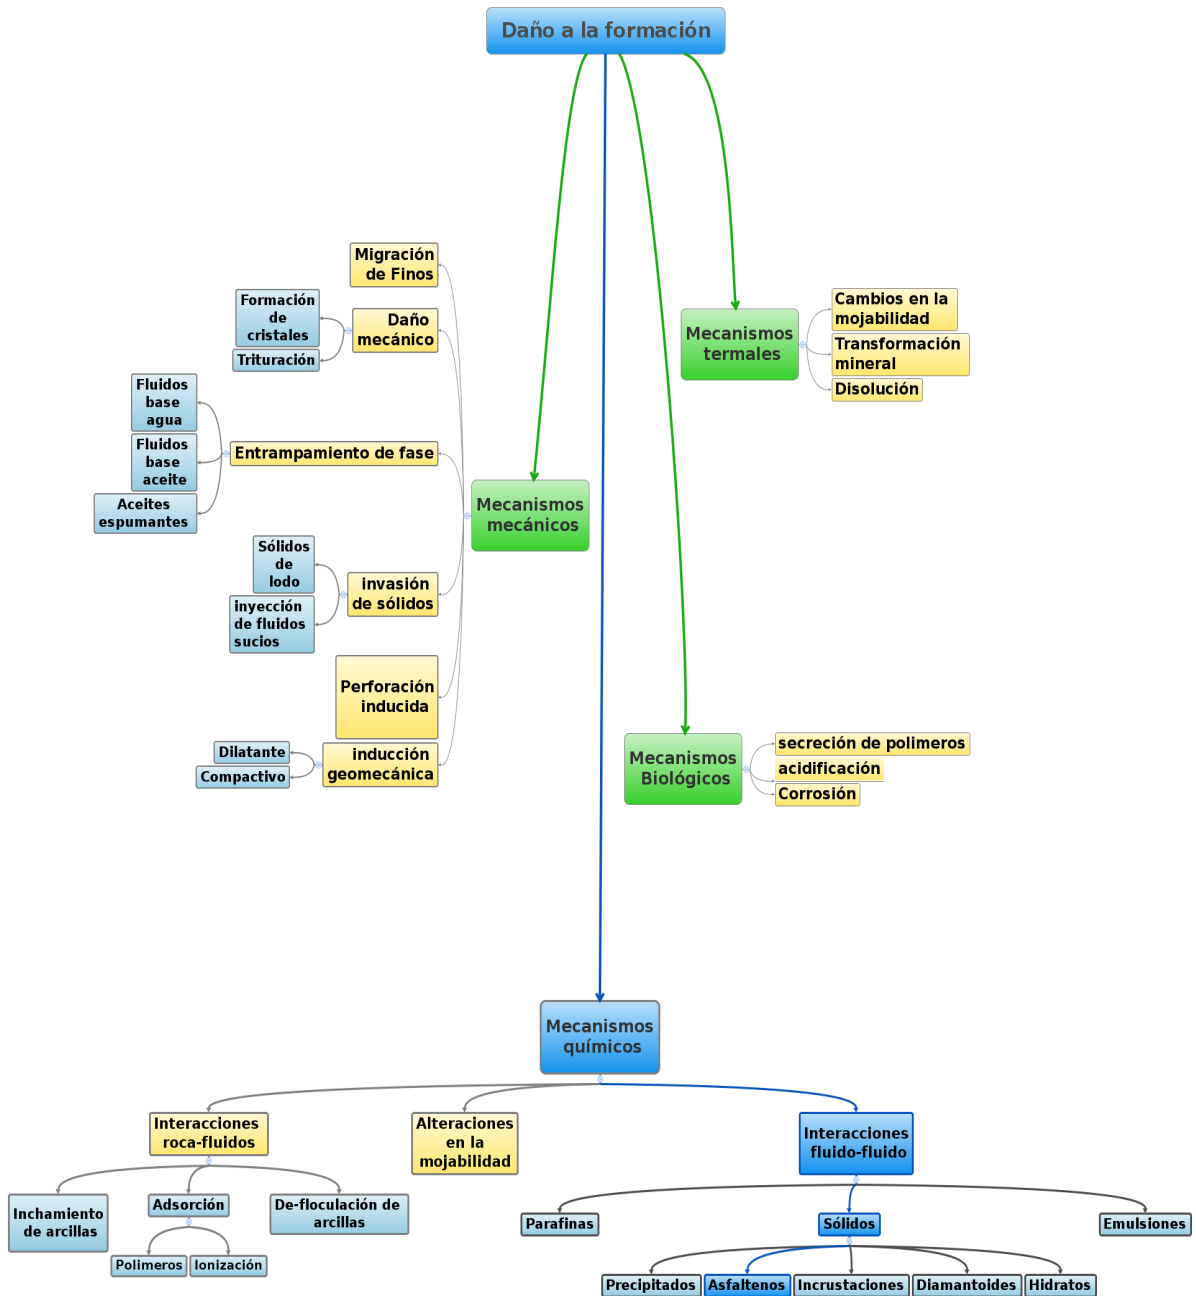 Daño a la formación
Migración
de Finos
Formación
de
cristales
Trituración
Daño
mecánico
Fluidos
base
agua
Fluidos
base
aceite
Aceites
espumantes
Entrampamiento de fase
Sólidos
de
lodo
inyección
de fluidos
sucios
invasión
de sólidos
Perforación
inducida
Dilatante
Compactivo
inducción
geomecánica
Mecanismos
mecánicos
Mecanismos
termales
Cambios en la
mojabilidad
Transformación
mineral
Disolución
Mecanismos
Biológicos
secreción de polimeros
acidificación
Corrosión
Mecanismos
químicos
Interacciones
roca-fluidos
Alteraciones
en la
mojabilidad
Interacciones
fluido-fluido
Inchamiento
de arcillas
Adsorción
De-floculación de
arcillas
Polimeros
Ionización
Parafinas
Sólidos
Emulsiones
Precipitados
Asfaltenos
Incrustaciones
Diamantoides
Hidratos